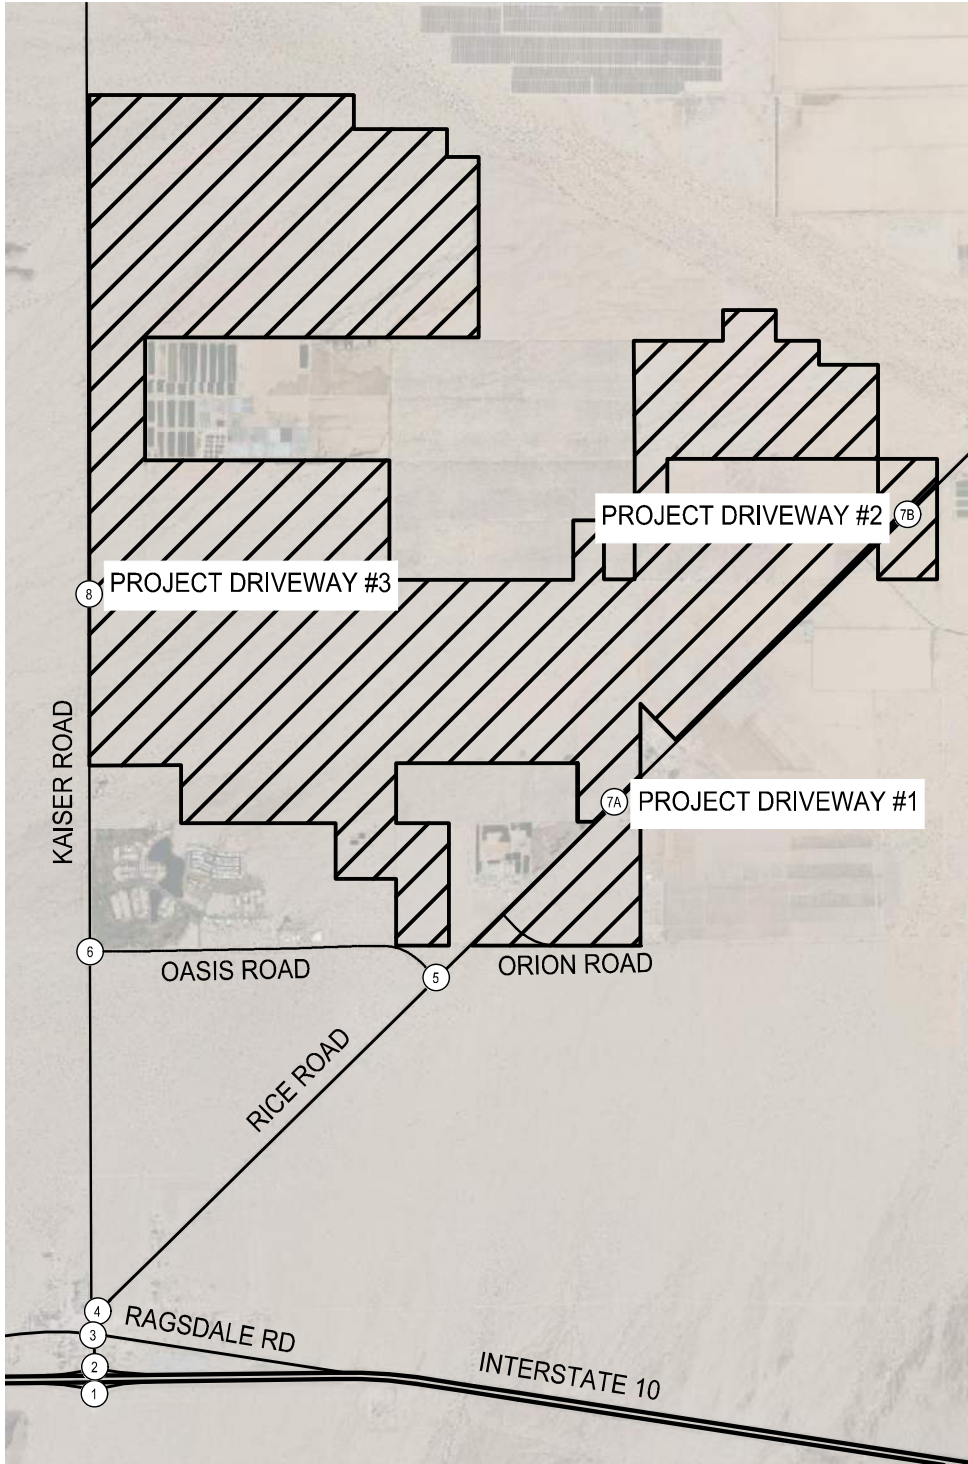 PROJECT DRIVEWAY #2
7B
PROJECT DRIVEWAY #3
8
KAISER ROAD
7A
PROJECT DRIVEWAY #1
6
OASIS ROAD
5
ORION ROAD
RICE ROAD
4
RAGSDALE RD
3
2
INTERSTATE 10
1